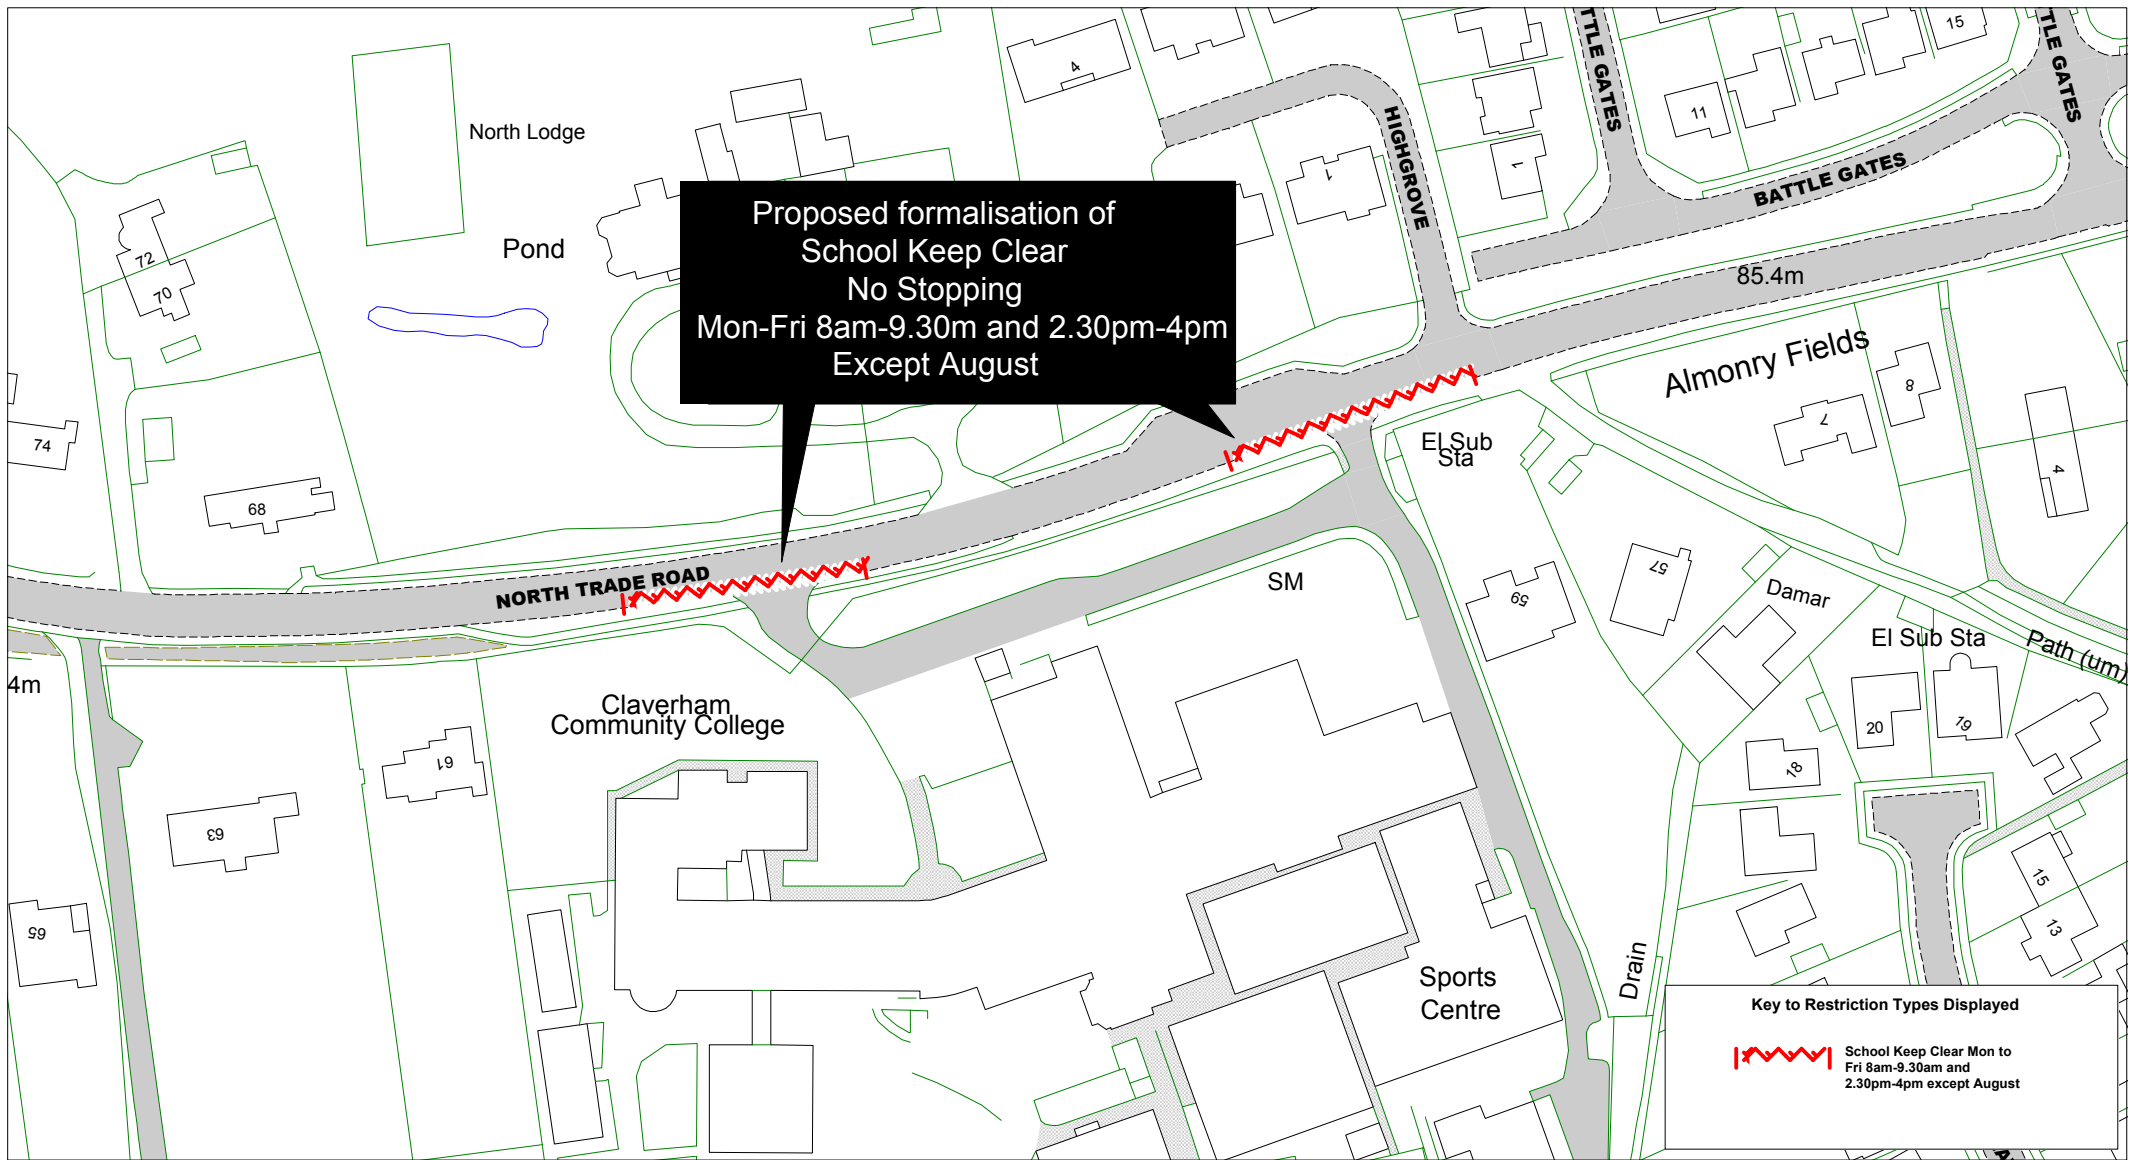 TTLE GATES
TLE GATES
15
4
North Lodge
HIGHGROVE
11
1
1
BATTLE GATES
Proposed formalisation of
School Keep Clear
No Stopping
Mon-Fri 8am-9.30m and 2.30pm-4pm
Except August
Pond
72
70
85.4m
Almonry Fields
8
7
4
74
68
El Sub
Sta
NORTH TRADE ROAD
SM
59
57
Damar
El Sub Sta
Path (um)
4m
Claverham
Community College
61
63
65
20
19
18
15
13
Drain
Sports
Centre
Key to Restriction Types Displayed
School Keep Clear Mon to
Fri 8am-9.30am and
2.30pm-4pm except August